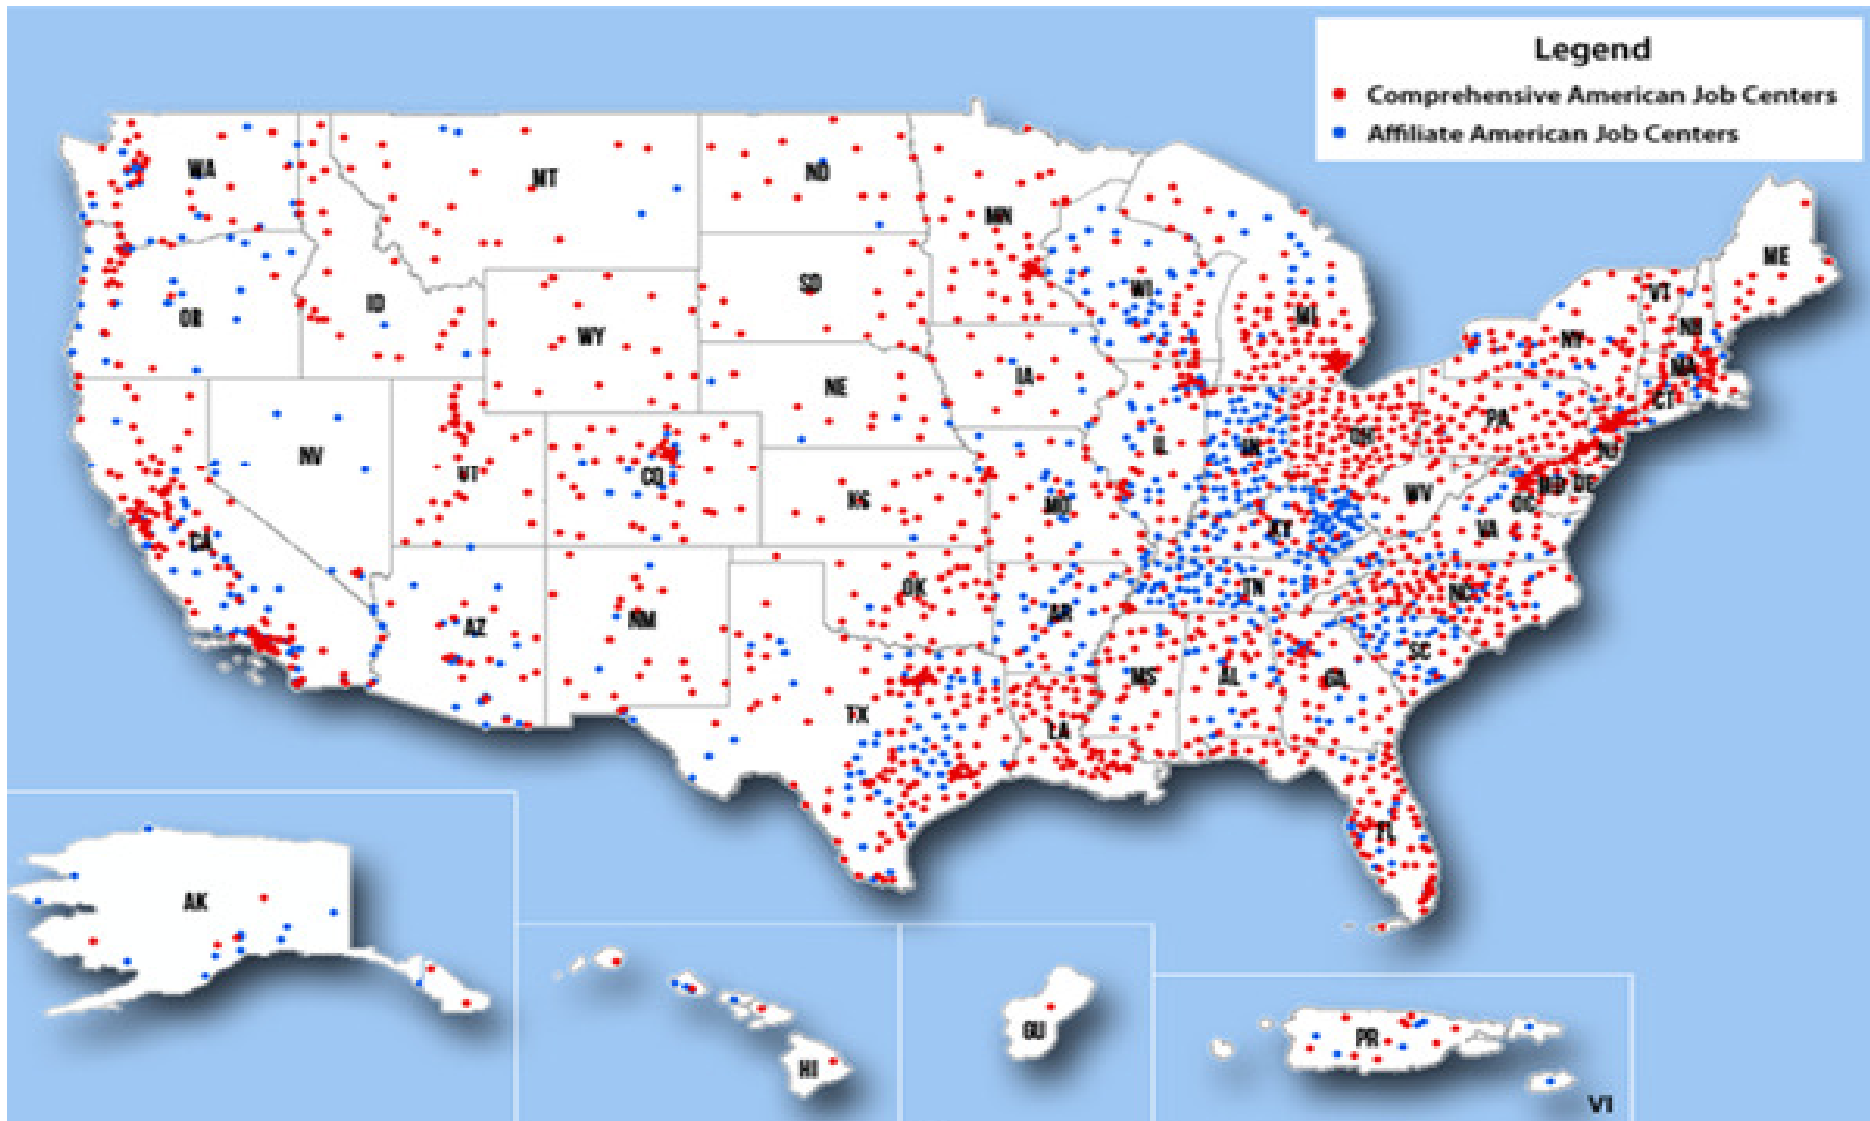 Legend
Comprehensive American Job Centers
Affiliate American Job Centers
WA
MT
ND
MN
ME
WI
SD
ID
OR
VT
MI
NH
NY
WY
MA
IA
NE
CT
PA
OH
IN
IL
NJ
NV
UT
CO
MD
DE
WV
KS
MO
DC
VA
KY
CA
OK
TN
NC
AR
NM
AZ
SC
MS
AL
GA
TX
LA
FL
AK
GU
PR
HI
VI